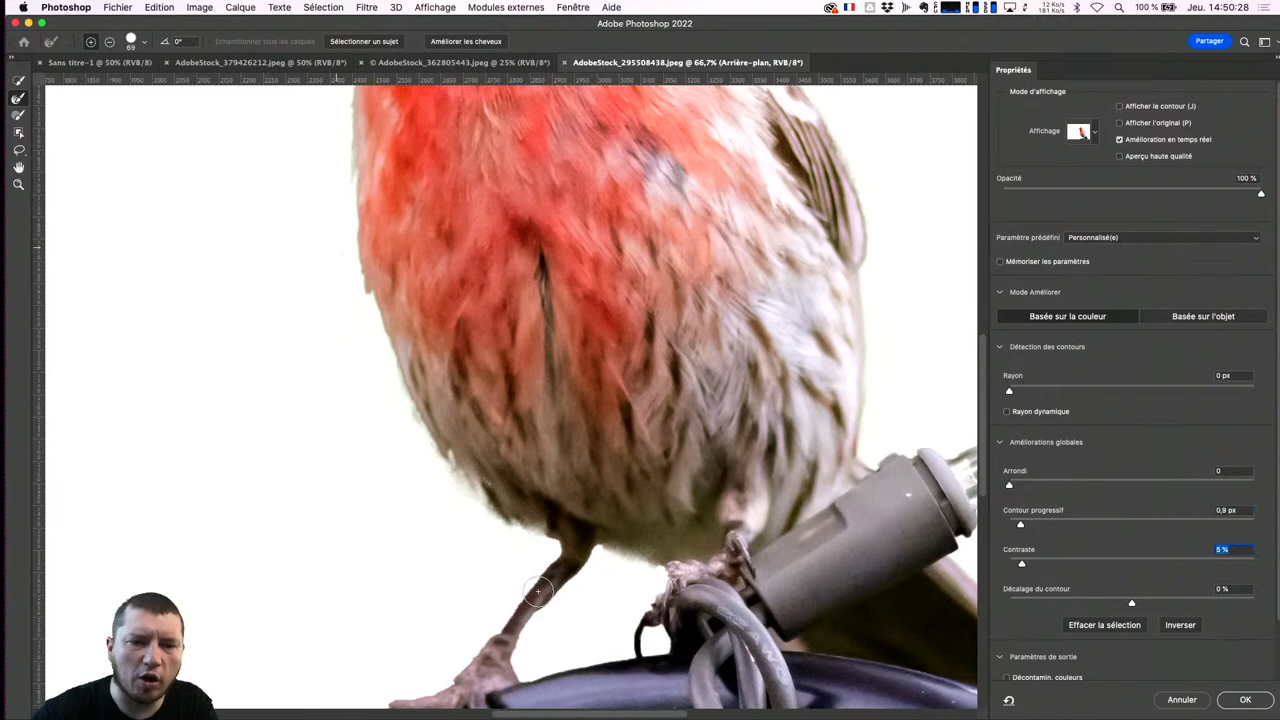 Photoshop Fichier Edition Image Calque Texte Sélection Filtre 3D Affichage Modules externes Fenêtre Aide
12 Ko/s
181 Ko/s
100 %
Jeu. 14:50:28
Adobe Photoshop 2022
69
0°
Echantillonner tous les calques
Sélectionner un sujet
Améliorer les cheveux
Partager
Sans titre-1 @ 50% (RVB/8)
AdobeStock_379426212.jpeg @ 50% (RVB/8*)
© AdobeStock_362805443.jpeg @ 25% (RVB/8*)
AdobeStock_295508438.jpeg @ 66,7% (Arrière-plan, RVB/8*)
Propriétés
Mode d'affichage
Affichage
Afficher le contour (J)
Afficher l'original (P)
Amélioration en temps réel
Aperçu haute qualité
Opacité
100 %
Paramètre prédéfini
Personnalisé(e)
Mémoriser les paramètres
Mode Améliorer
Basée sur la couleur
Basée sur l'objet
Détection des contours
Rayon
0 px
Rayon dynamique
Améliorations globales
Arrondi
0
Contour progressif
0,9 px
Contraste
5 %
Décalage du contour
0 %
Effacer la sélection
Inverser
Paramètres de sortie
Décontamin. couleurs
Annuler
OK